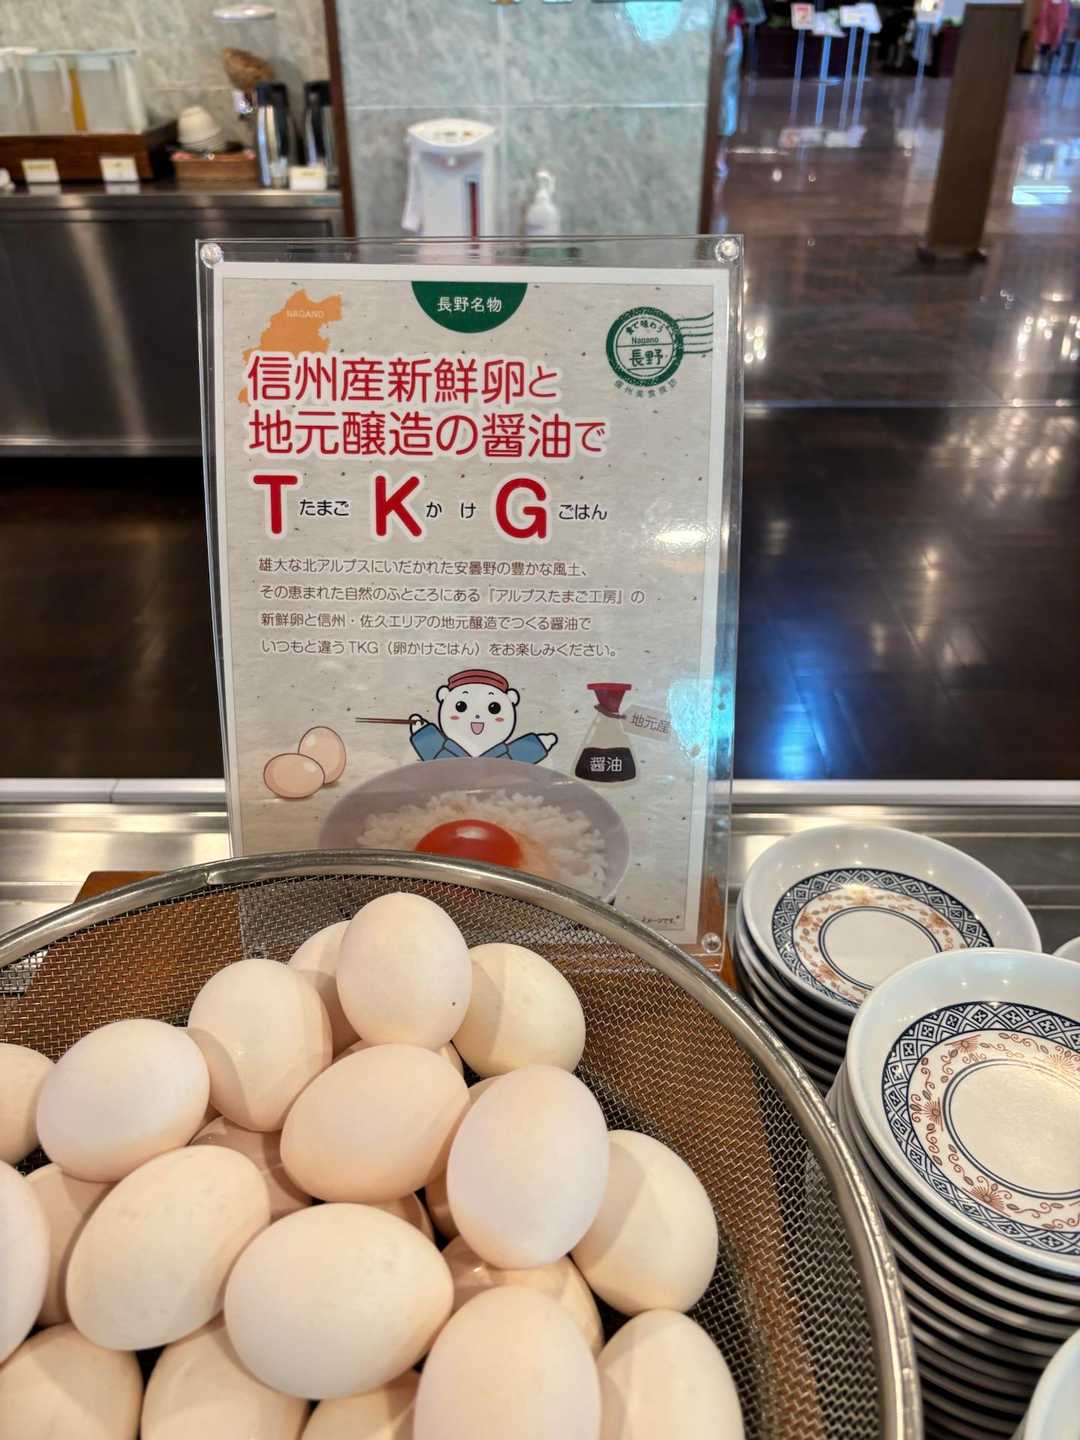 長野名物
NAGANO
食で味わう
Nagano
長野
信州産新鮮卵と
地元醸造の醤油で
T たまご K かけ G ごはん
雄大な北アルプスにいだかれた安曇野の豊かな風土、
その恵まれた自然のふところにある『アルプスたまご工房』の
新鮮卵と信州・佐久エリアの地元醸造でつくる醤油で
いつもと違うTKG（卵かけごはん）をお楽しみください。
地元産
醤油